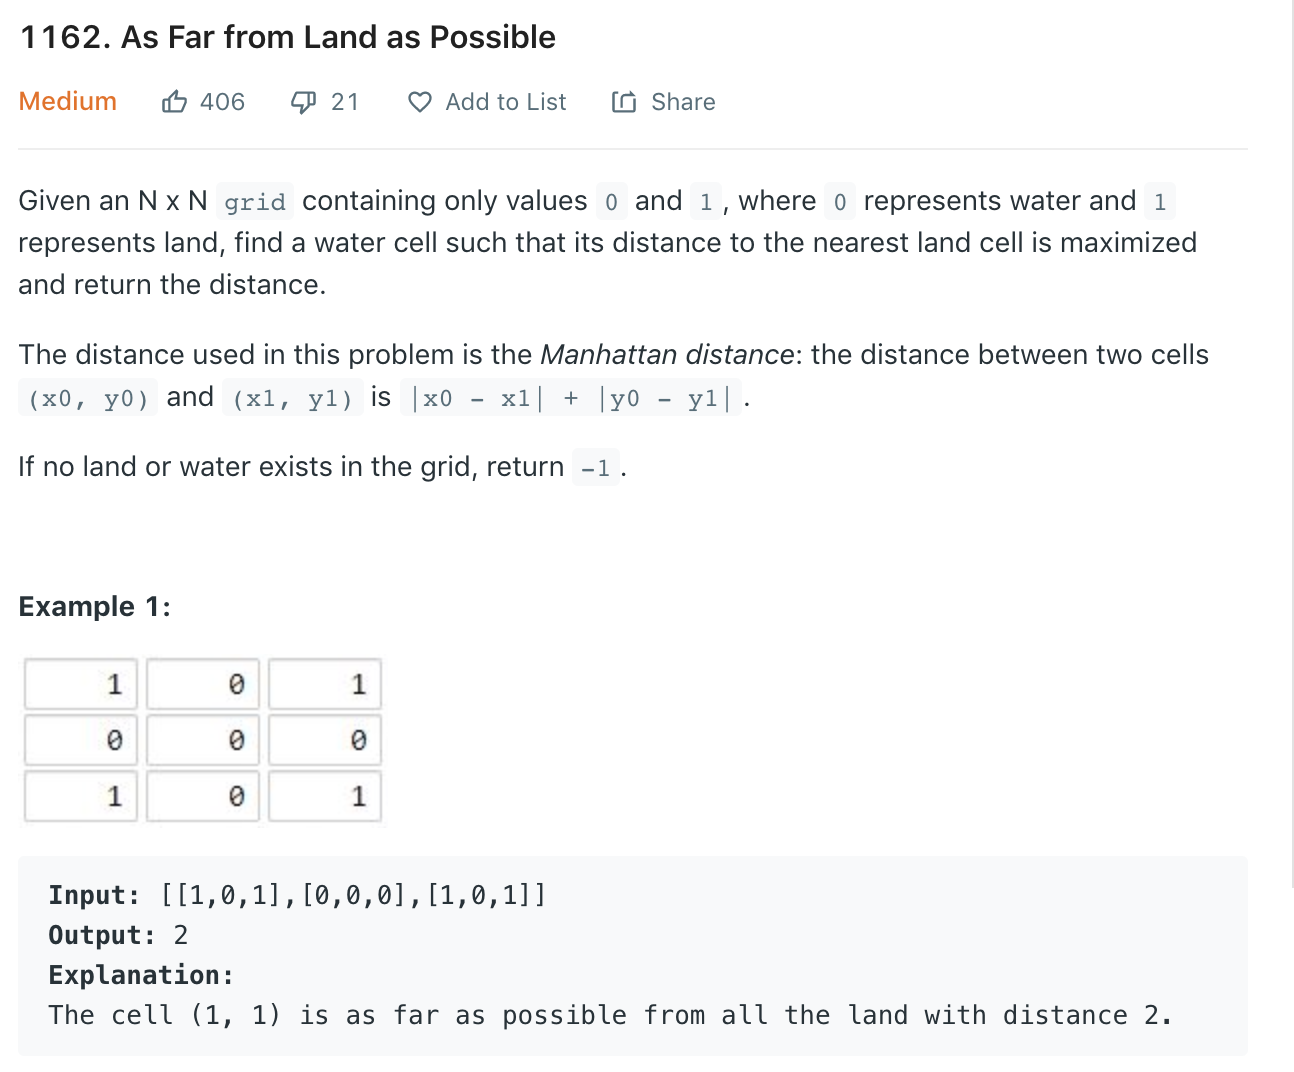 1162. As Far from Land as Possible
Medium 406 21 Add to List Share
Given an N x N grid containing only values 0 and 1 , where 0 represents water and 1
represents land, find a water cell such that its distance to the nearest land cell is maximized
and return the distance.
The distance used in this problem is the Manhattan distance: the distance between two cells
(x0, y0) and (x1, y1) is |x0 - x1| + |y0 - y1| .
If no land or water exists in the grid, return -1 .
Example 1:
1 0 1
0 0 0
1 0 1
Input: [[1,0,1],[0,0,0],[1,0,1]]
Output: 2
Explanation:
The cell (1, 1) is as far as possible from all the land with distance 2.